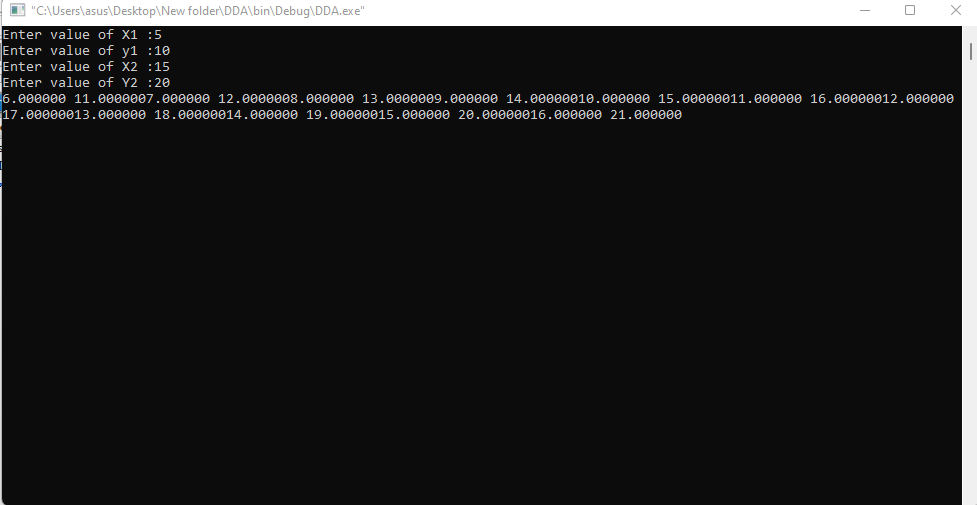 "C:\Users\asus\Desktop\New folder\DDA\bin\Debug\DDA.exe"
Enter value of X1 :5
Enter value of y1 :10
Enter value of X2 :15
Enter value of Y2 :20
6.000000 11.0000007.000000 12.0000008.000000 13.0000009.000000 14.00000010.000000 15.00000011.000000 16.00000012.000000
17.00000013.000000 18.00000014.000000 19.00000015.000000 20.00000016.000000 21.000000